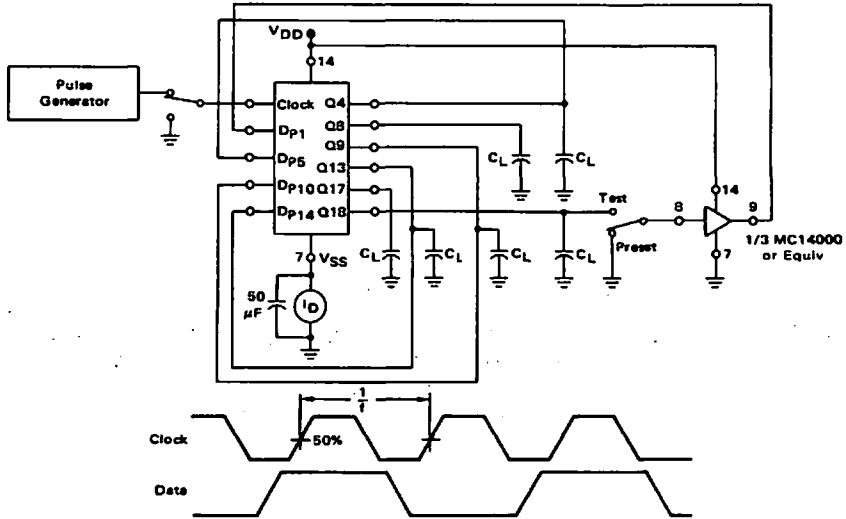 VDD
14
Pulse
Generator
Clock Q4
DP1 Q8
Q9
DP5 Q13
DP10 Q17
DP14 Q18
CL
CL
Test
8
14
9
Preset
7
1/3 MC14000
or Equiv
7 VSS
CL
CL
CL
CL
50
μF
ID
1
f
Clock
50%
Data